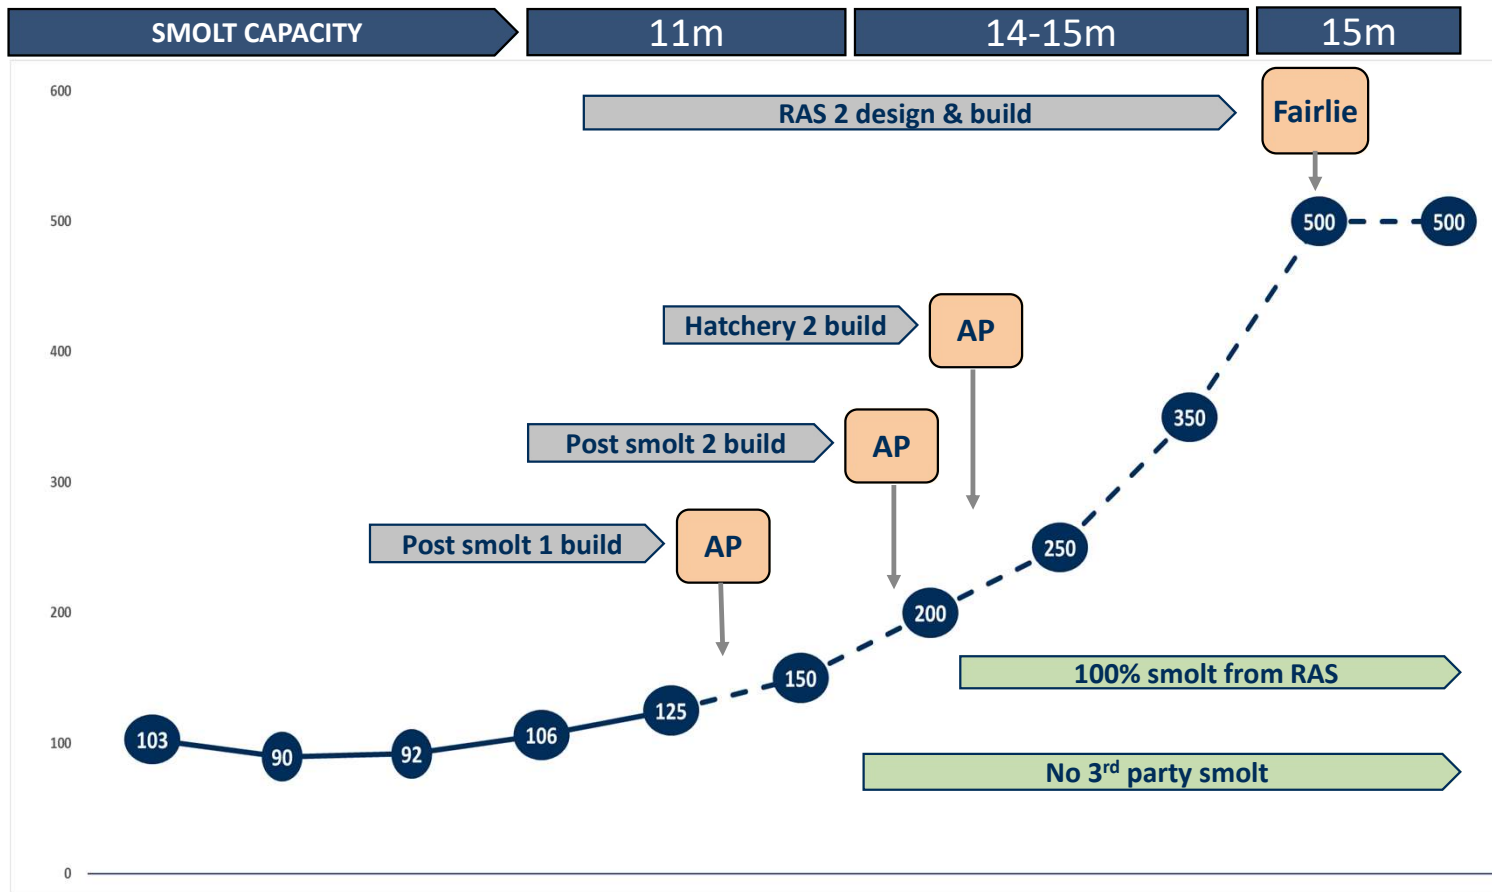 SMOLT CAPACITY
11m
14-15m
15m
600
RAS 2 design & build
Fairlie
500
500
500
Hatchery 2 build
AP
400
350
Post smolt 2 build
AP
300
Post smolt 1 build
AP
250
200
200
100% smolt from RAS
150
125
106
103
100
92
90
No 3rd party smolt
0